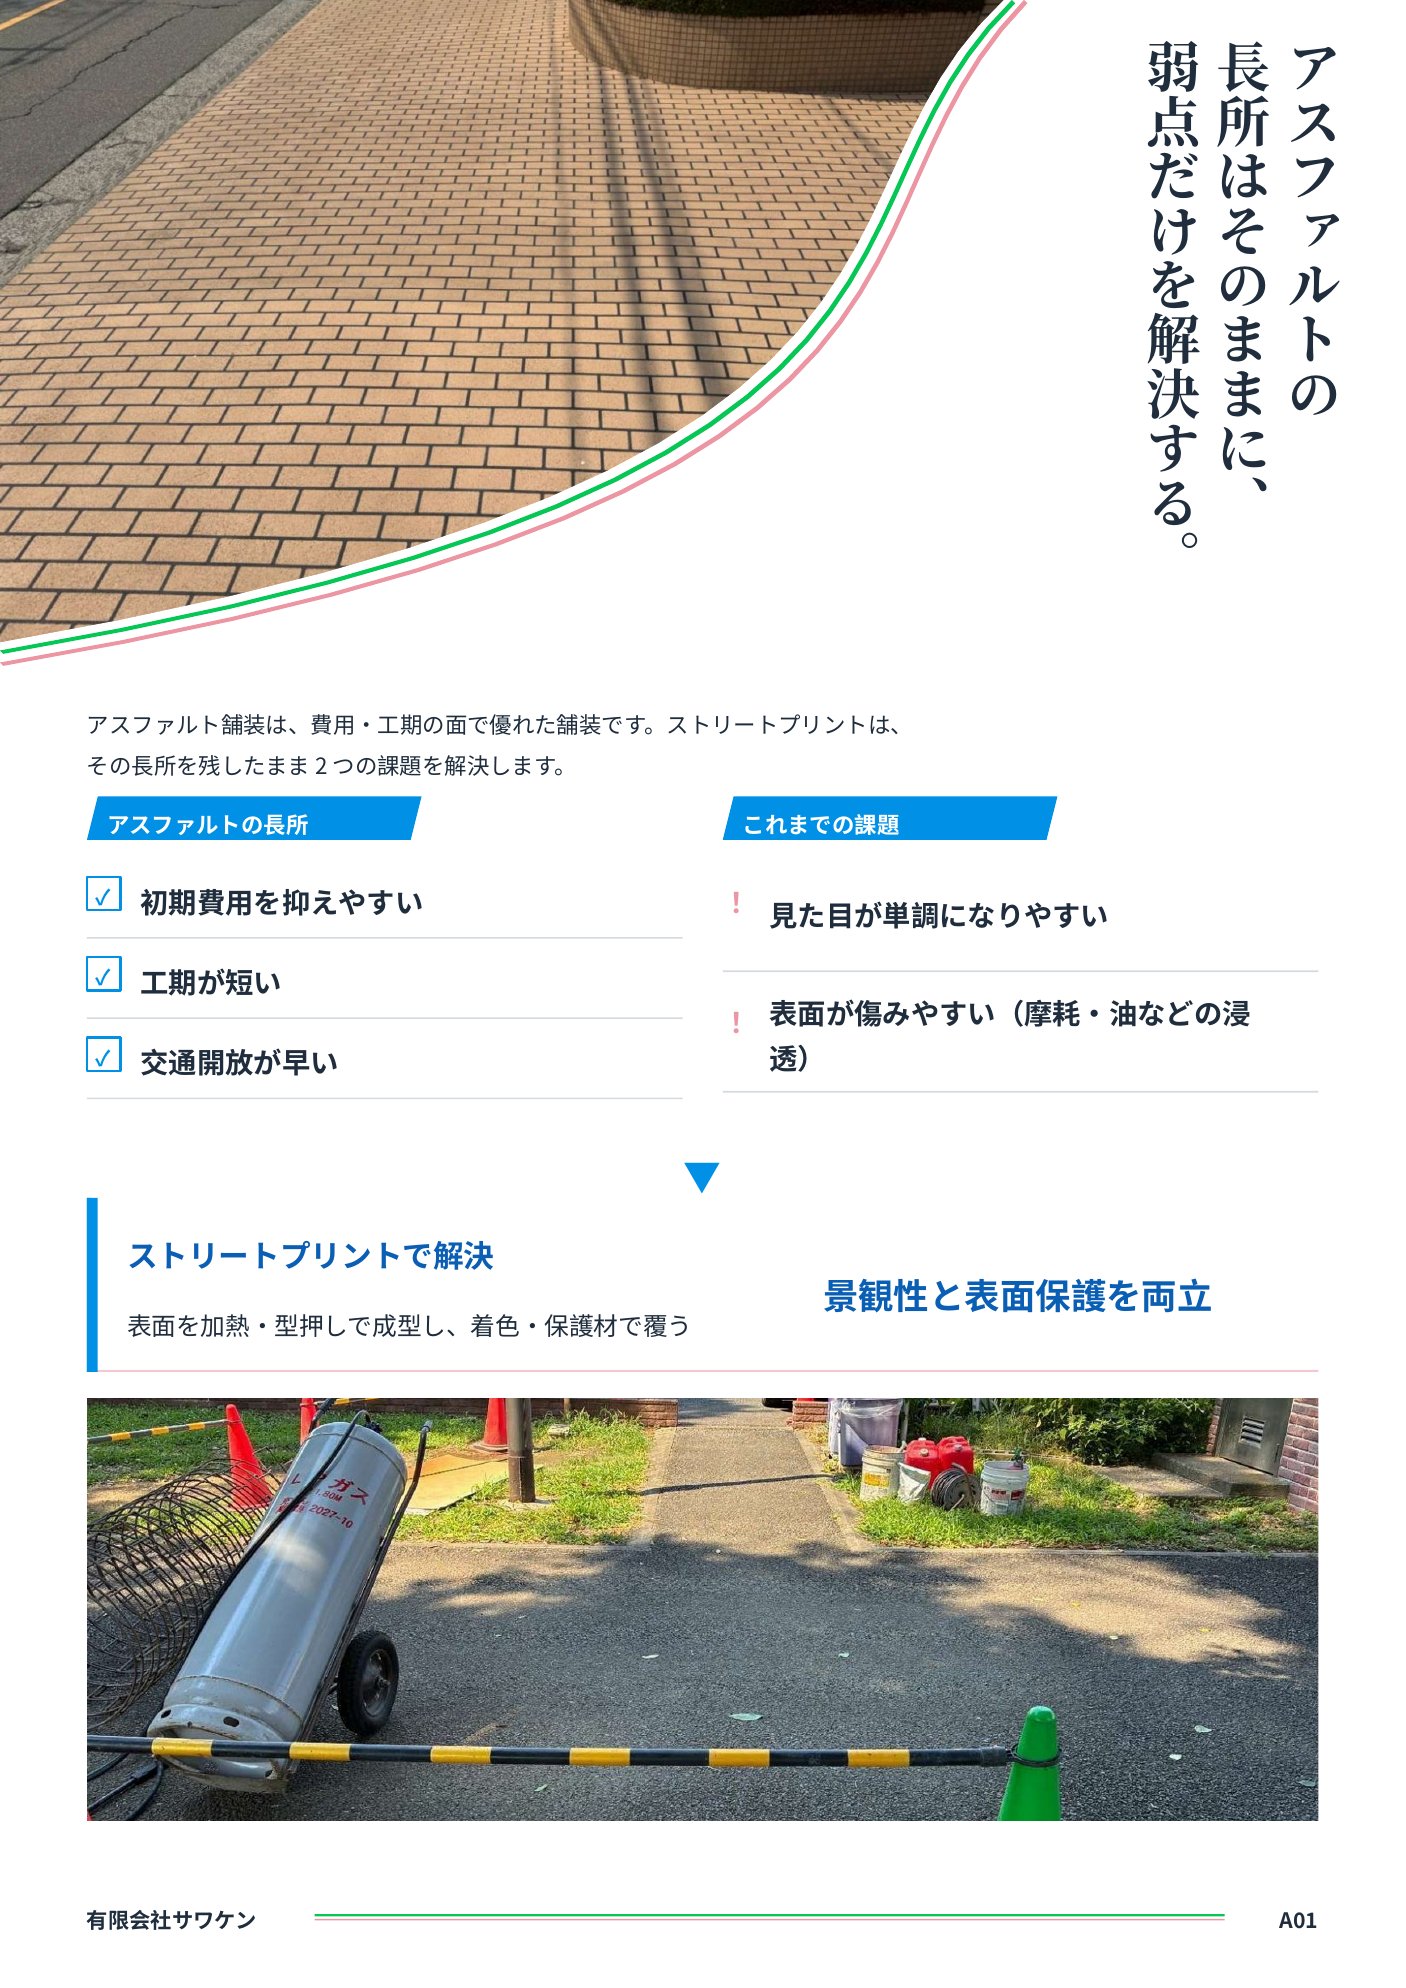 アスファルトの
長所はそのままに、
弱点だけを解決する。
アスファルト舗装は、費用・工期の面で優れた舗装です。ストリートプリントは、
その長所を残したまま２つの課題を解決します。
アスファルトの長所
初期費用を抑えやすい
工期が短い
交通開放が早い
これまでの課題
! 見た目が単調になりやすい
! 表面が傷みやすい（摩耗・油などの浸
透）
ストリートプリントで解決
表面を加熱・型押しで成型し、着色・保護材で覆う
景観性と表面保護を両立
ガス
2027-10
有限会社サワケン
A01